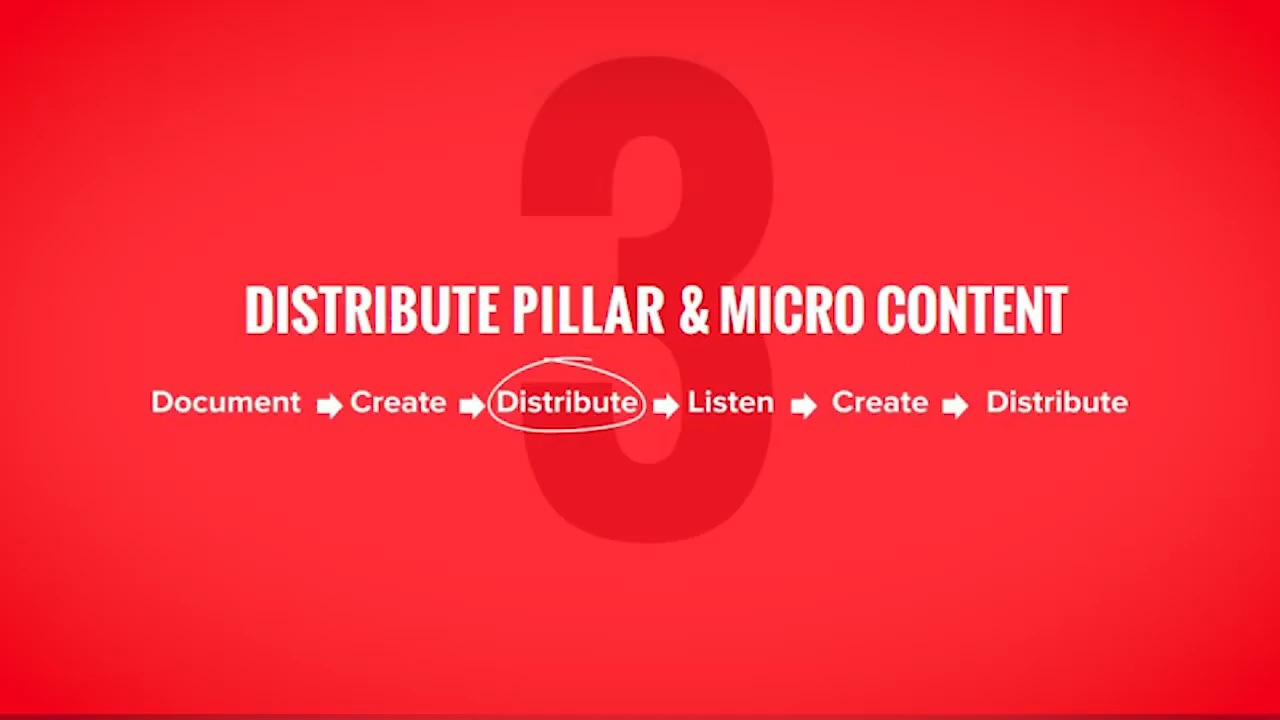 3
DISTRIBUTE PILLAR & MICRO CONTENT
Document Create Distribute Listen Create Distribute